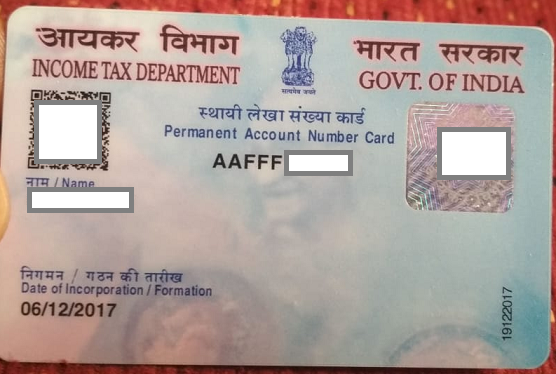 आयकर विभाग
INCOME TAX DEPARTMENT
सत्यमेव जयते
भारत सरकार
GOVT. OF INDIA
स्थायी लेखा संख्या कार्ड
Permanent Account Number Card
AAFFF
नाम / Name
निगमन / गठन की तारीख
Date of Incorporation / Formation
06/12/2017
19122017